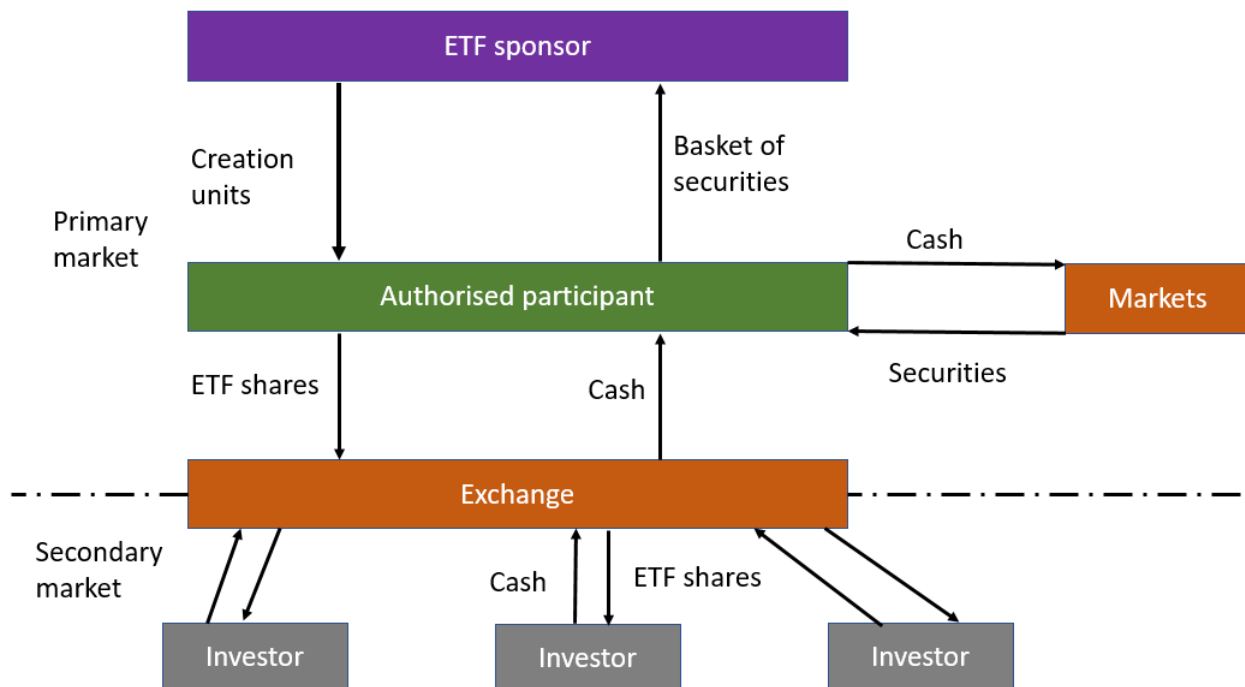 ETF sponsor
Creation
units
Basket of
securities
Primary
market
Cash
Authorised participant
Markets
ETF shares
Cash
Securities
Exchange
Secondary
market
Cash
ETF shares
Investor
Investor
Investor